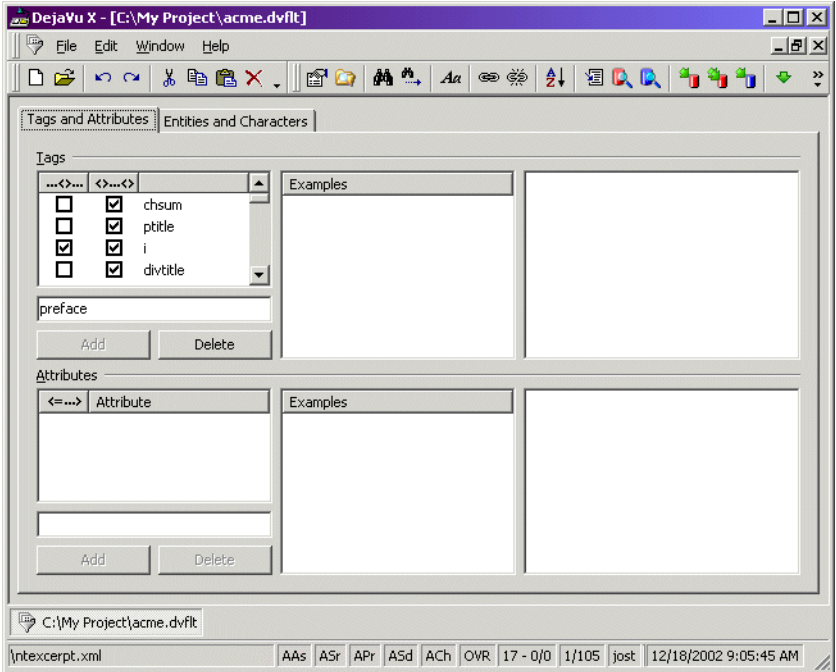 DejaVu X - [C:\My Project\acme.dvflt]
File Edit Window Help
Aa
A Z
Tags and Attributes Entities and Characters
Tags
...<>... <>...<> Examples
chsum
ptitle
i
divtitle
preface
Add Delete
Attributes
<=...> Attribute Examples
Add Delete
C:\My Project\acme.dvflt
\ntexcerpt.xml AAs ASr APr ASd ACh OVR 17 - 0/0 1/105 jost 12/18/2002 9:05:45 AM